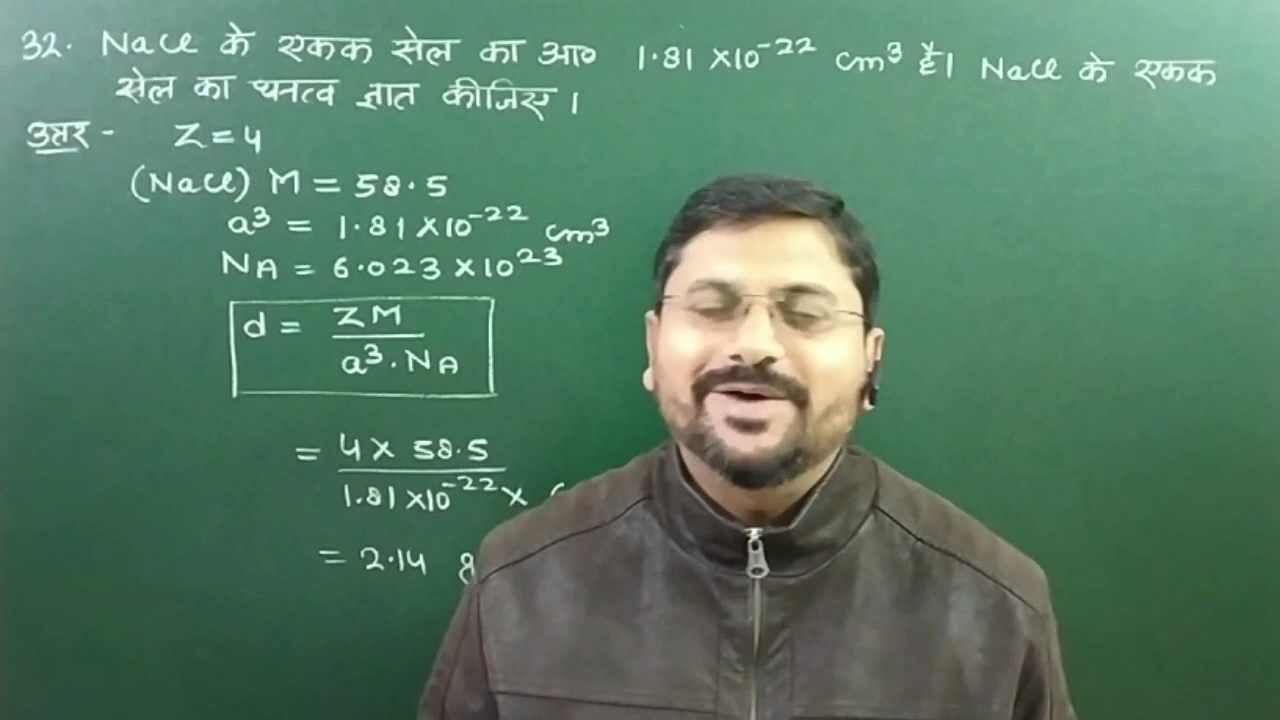 32. NaCl के एकक सेल का आ० 1.81 ×10⁻²² cm³ है। NaCl के एकक
सेल का घनत्व ज्ञात कीजिए।
उत्तर - Z = 4
(NaCl) M = 58.5
a³ = 1.81 ×10⁻²² cm³
NA = 6.023 ×10²³
d = ZM / a³. NA
= 4 × 58.5 / 1.81 ×10⁻²² ×
= 2.14